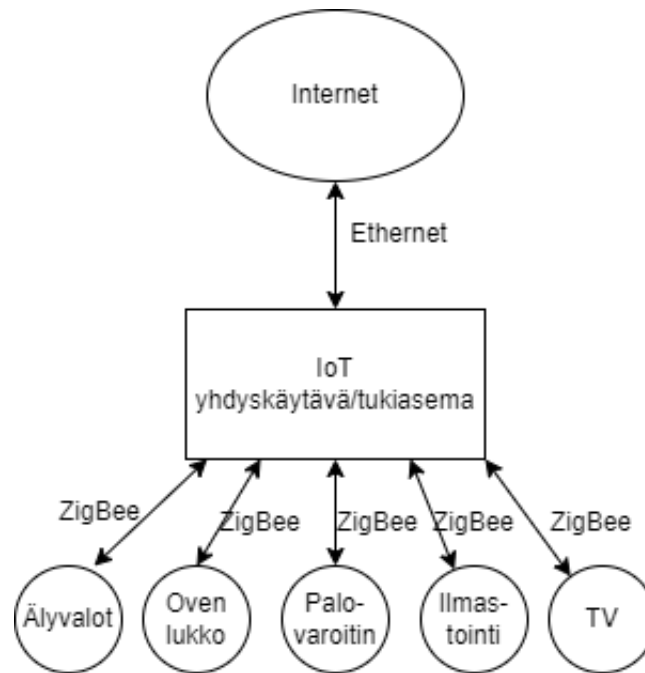 Internet
Ethernet
IoT
yhdyskäytävä/tukiasema
ZigBee
ZigBee
ZigBee
ZigBee
ZigBee
Älyvalot
Oven
lukko
Palo-
varoitin
Ilmas-
tointi
TV